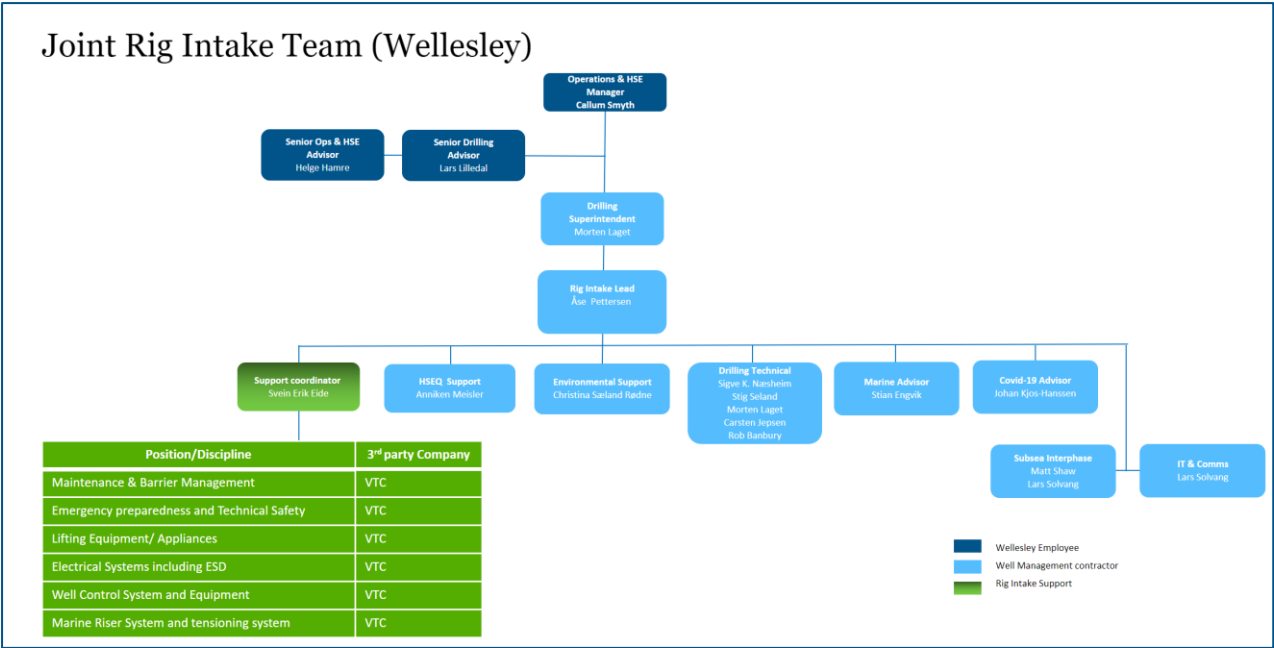 Joint Rig Intake Team (Wellesley)
Operations & HSE
Manager
Callum Smyth
Senior Ops & HSE
Advisor
Helge Hamre
Senior Drilling
Advisor
Lars Lilledal
Drilling
Superintendent
Morten Laget
Rig Intake Lead
Åse Pettersen
Support coordinator
Svein Erik Eide
HSEQ Support
Anniken Meisler
Environmental Support
Christina Sæland Rødne
Drilling Technical
Sigve K. Næsheim
Stig Seland
Morten Laget
Carsten Jepsen
Rob Banbury
Marine Advisor
Stian Engvik
Covid-19 Advisor
Johan Kjos-Hanssen
Subsea Interphase
Matt Shaw
Lars Solvang
IT & Comms
Lars Solvang
Position/Discipline 3rd party Company
Maintenance & Barrier Management VTC
Emergency preparedness and Technical Safety VTC
Lifting Equipment/ Appliances VTC
Electrical Systems including ESD VTC
Well Control System and Equipment VTC
Marine Riser System and tensioning system VTC
Wellesley Employee
Well Management contractor
Rig Intake Support